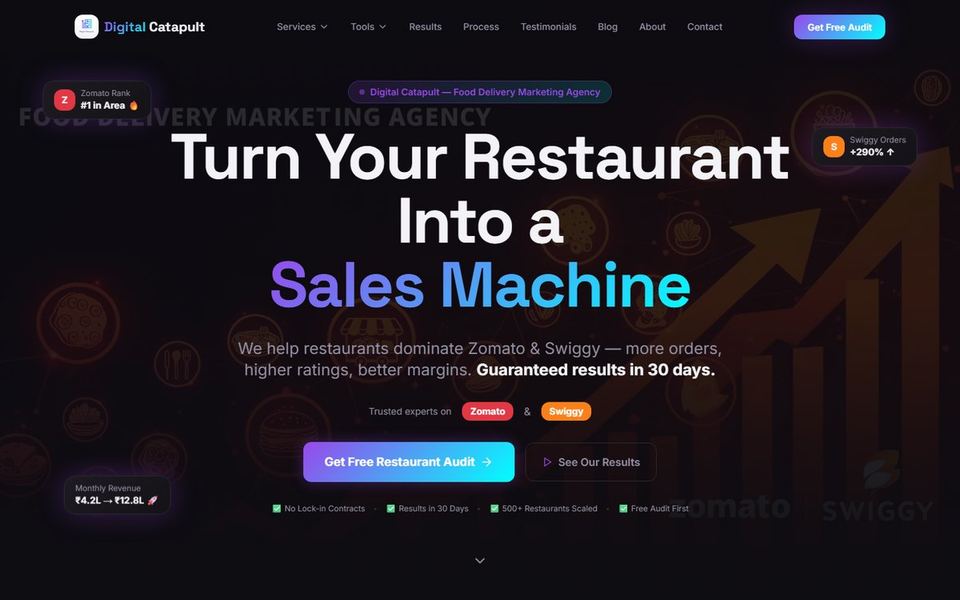 Digital Catapult
Services
Tools
Results
Process
Testimonials
Blog
About
Contact
Get Free Audit
Z
Zomato Rank
#1 in Area 🔥
Digital Catapult — Food Delivery Marketing Agency
FOOD DELIVERY MARKETING AGENCY
Turn Your Restaurant
Into a
Sales Machine
S
Swiggy Orders
+290% ↑
We help restaurants dominate Zomato & Swiggy — more orders,
higher ratings, better margins. Guaranteed results in 30 days.
Trusted experts on Zomato & Swiggy
Get Free Restaurant Audit →
See Our Results
Monthly Revenue
₹4.2L → ₹12.8L 🚀
✅ No Lock-in Contracts
✅ Results in 30 Days
✅ 500+ Restaurants Scaled
✅ Free Audit First
zomato
SWIGGY